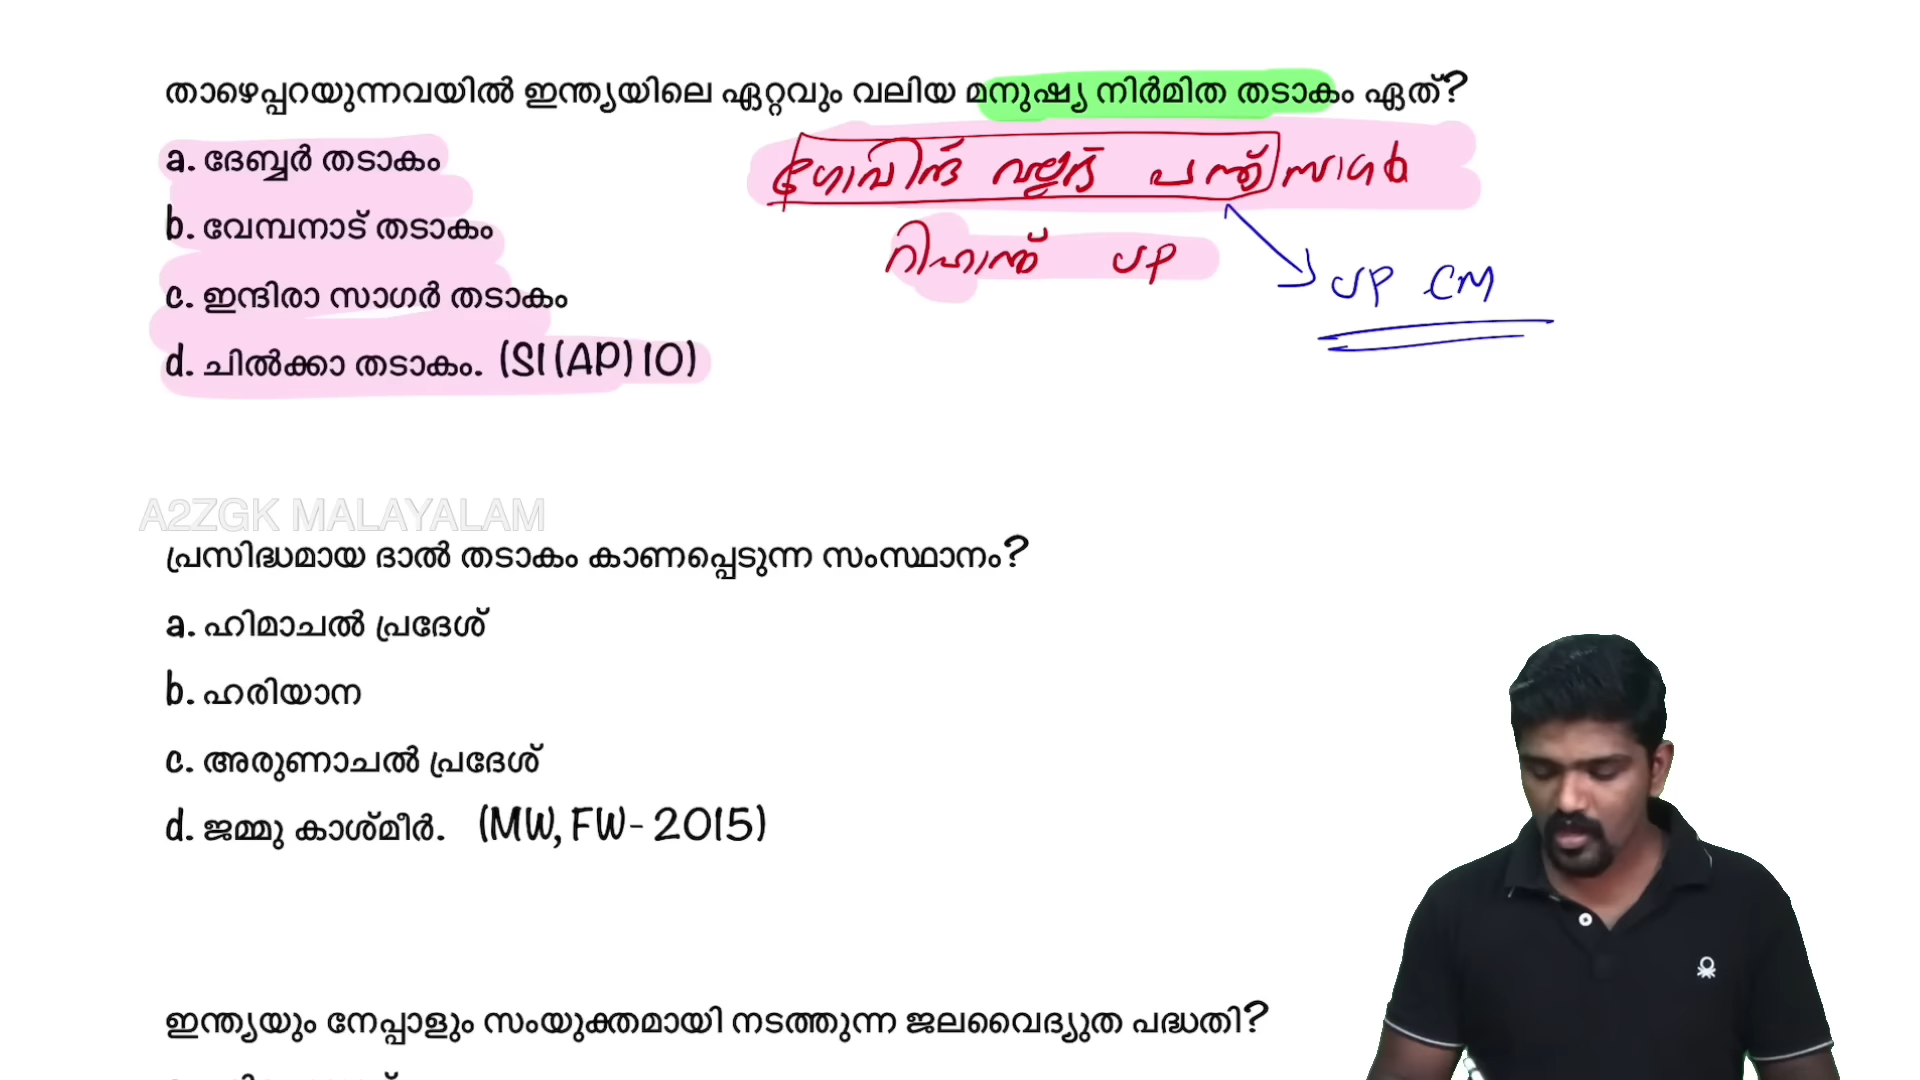 താഴെപ്പറയുന്നവയിൽ ഇന്ത്യയിലെ ഏറ്റവും വലിയ മനുഷ്യ നിർമിത തടാകം ഏത്?
a. ദേബ്ബർ തടാകം
ഗോവിന്ദ് വല്ലഭ് പന്ത് സാഗർ
b. വേമ്പനാട് തടാകം
റിഹാന്ത് UP
c. ഇന്ദിരാ സാഗർ തടാകം
UP CM
d. ചിൽക്കാ തടാകം. (SI (AP) 10)
A2ZGK MALAYALAM
പ്രസിദ്ധമായ ദാൽ തടാകം കാണപ്പെടുന്ന സംസ്ഥാനം?
a. ഹിമാചൽ പ്രദേശ്
b. ഹരിയാന
c. അരുണാചൽ പ്രദേശ്
d. ജമ്മു കാശ്മീർ. (MW, FW- 2015)
ഇന്ത്യയും നേപ്പാളും സംയുക്തമായി നടത്തുന്ന ജലവൈദ്യുത പദ്ധതി?